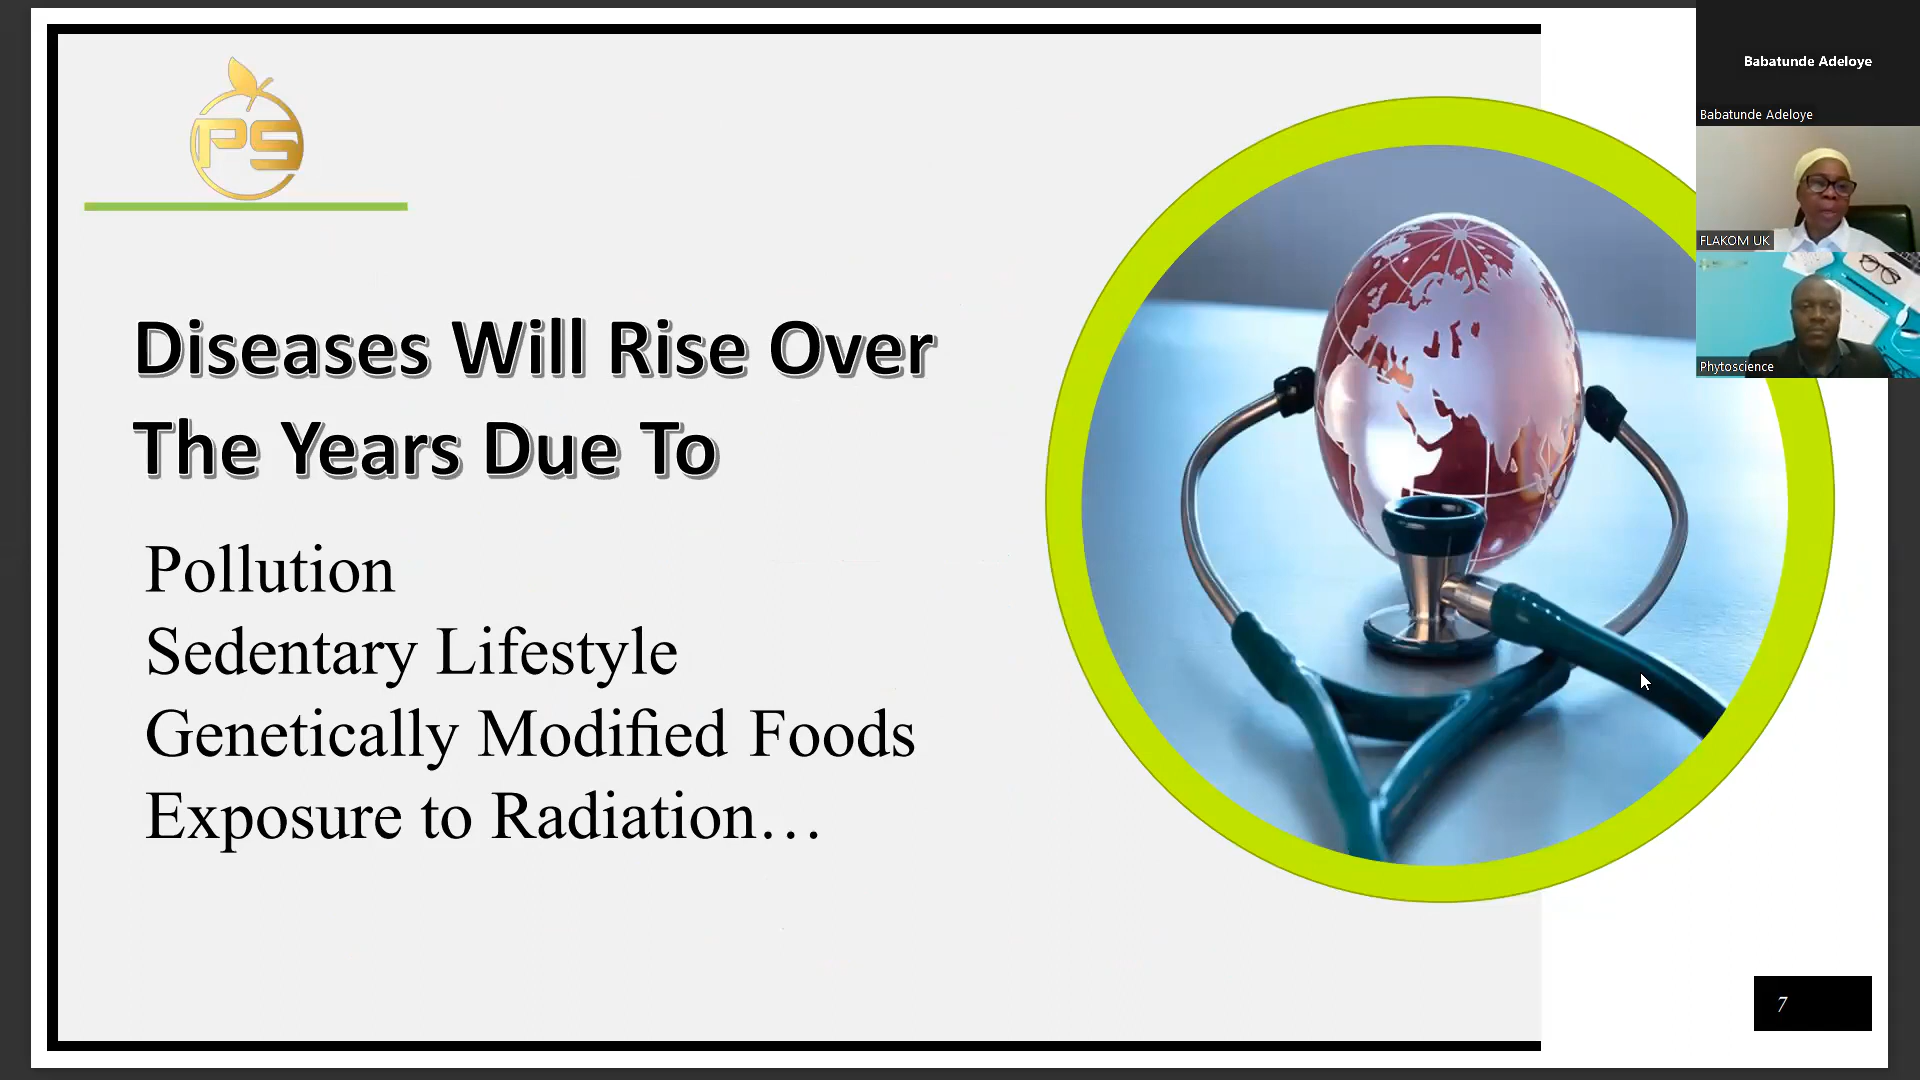 PS
Diseases Will Rise Over
The Years Due To
Pollution
Sedentary Lifestyle
Genetically Modified Foods
Exposure to Radiation...
7
Babatunde Adeloye
Babatunde Adeloye
FLAKOM UK
Phytoscience